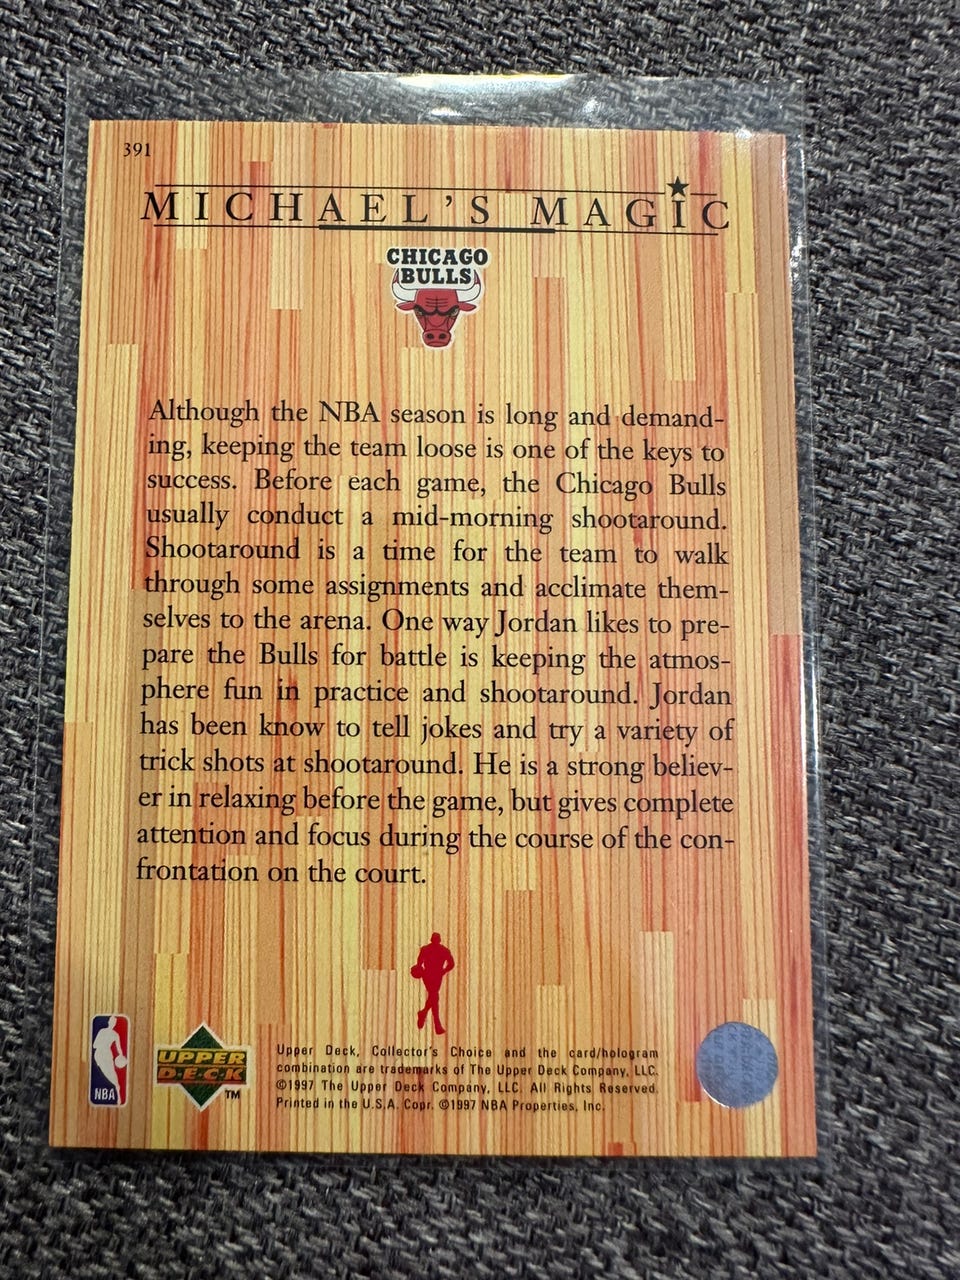 391
MICHAEL'S MAGIC
CHICAGO
BULLS
Although the NBA season is long and demand-
ing, keeping the team loose is one of the keys to
success. Before each game, the Chicago Bulls
usually conduct a mid-morning shootaround.
Shootaround is a time for the team to walk
through some assignments and acclimate them-
selves to the arena. One way Jordan likes to pre-
pare the Bulls for battle is keeping the atmos-
phere fun in practice and shootaround. Jordan
has been know to tell jokes and try a variety of
trick shots at shootaround. He is a strong believ-
er in relaxing before the game, but gives complete
attention and focus during the course of the con-
frontation on the court.
NBA
UPPER
DECK
TM
Upper Deck, Collector's Choice and the card/hologram
combination are trademarks of The Upper Deck Company, LLC.
©1997 The Upper Deck Company, LLC. All Rights Reserved.
Printed in the U.S.A. Copr. ©1997 NBA Properties, Inc.